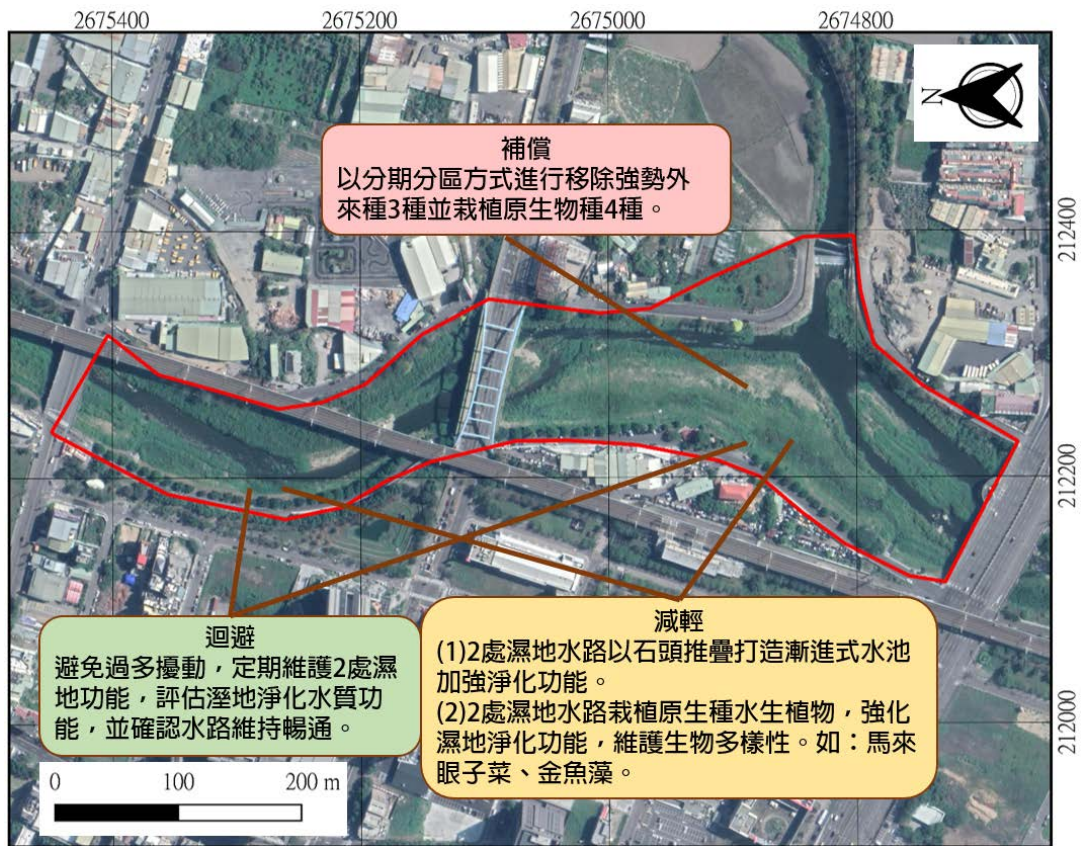 2675400 2675200 2675000 2674800
N
補償
以分期分區方式進行移除強勢外
來種3種並栽植原生物種4種。
212400
212200
212000
迴避
避免過多擾動，定期維護2處濕
地功能，評估溼地淨化水質功
能，並確認水路維持暢通。
減輕
(1)2處濕地水路以石頭推疊打造漸進式水池
加強淨化功能。
(2)2處濕地水路栽植原生種水生植物，強化
濕地淨化功能，維護生物多樣性。如：馬來
眼子菜、金魚藻。
0 100 200 m
2675400 2675200 2675000 2674800